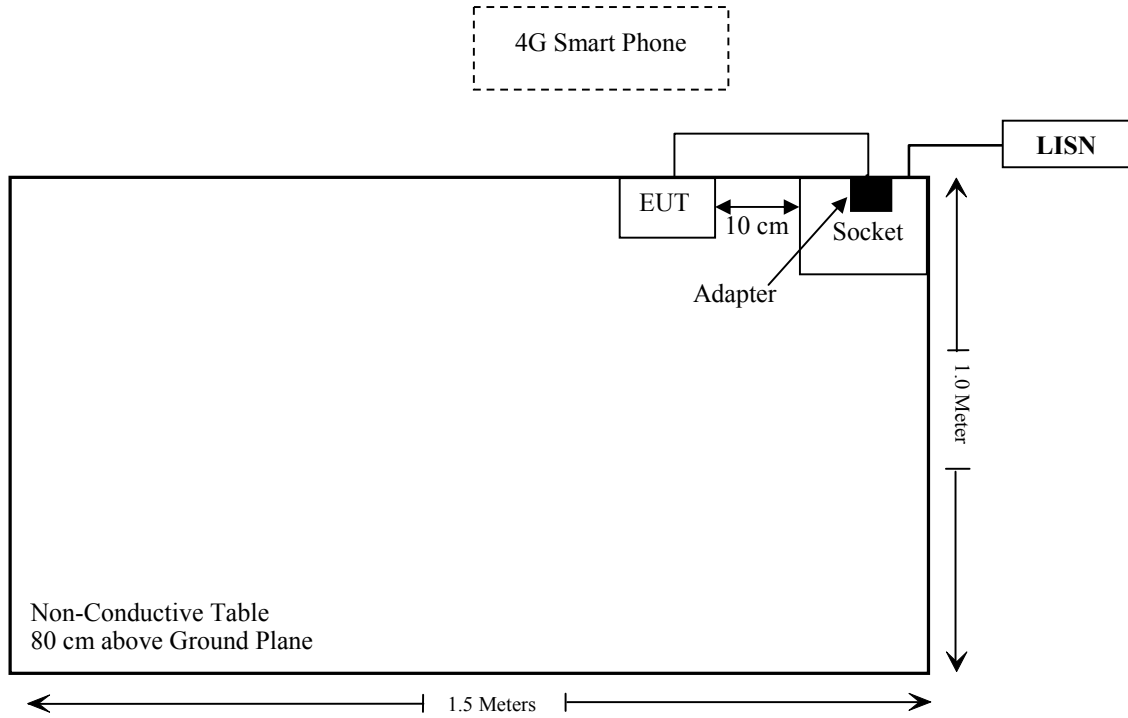 4G Smart Phone
LISN
EUT
10 cm
Socket
Adapter
1.0 Meter
Non-Conductive Table
80 cm above Ground Plane
1.5 Meters